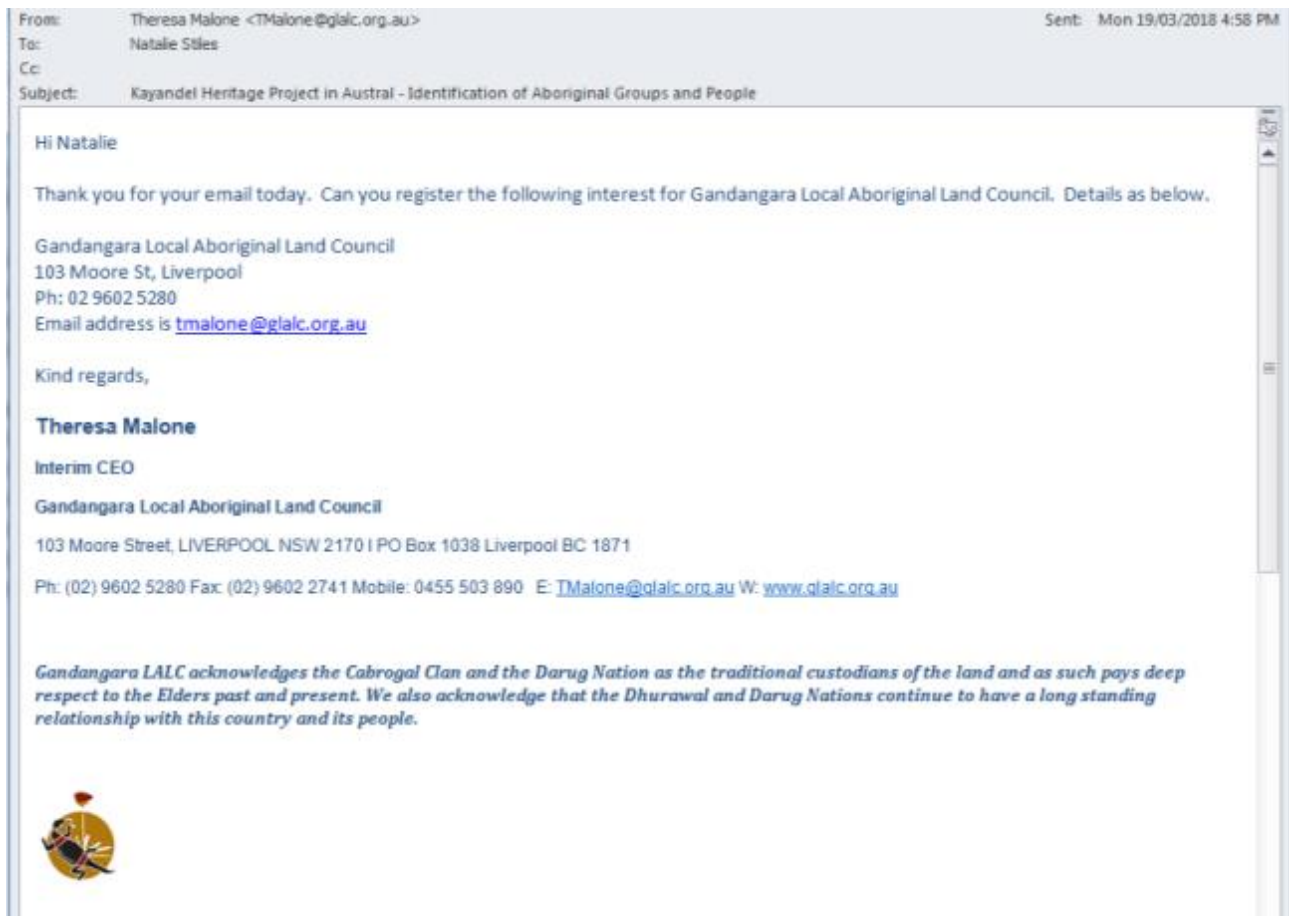 From: Theresa Malone <TMalone@glalc.org.au> Sent: Mon 19/03/2018 4:58 PM
To: Natalie Stiles
Cc:
Subject: Kayandel Heritage Project in Austral - Identification of Aboriginal Groups and People
Hi Natalie
Thank you for your email today. Can you register the following interest for Gandangara Local Aboriginal Land Council. Details as below.
Gandangara Local Aboriginal Land Council
103 Moore St, Liverpool
Ph: 02 9602 5280
Email address is tmalone@glalc.org.au
Kind regards,
Theresa Malone
Interim CEO
Gandangara Local Aboriginal Land Council
103 Moore Street, LIVERPOOL NSW 2170 I PO Box 1038 Liverpool BC 1871
Ph: (02) 9602 5280 Fax: (02) 9602 2741 Mobile: 0455 503 890 E: TMalone@glalc.org.au W: www.glalc.org.au
Gandangara LALC acknowledges the Cabrogal Clan and the Darug Nation as the traditional custodians of the land and as such pays deep
respect to the Elders past and present. We also acknowledge that the Dhurawal and Darug Nations continue to have a long standing
relationship with this country and its people.